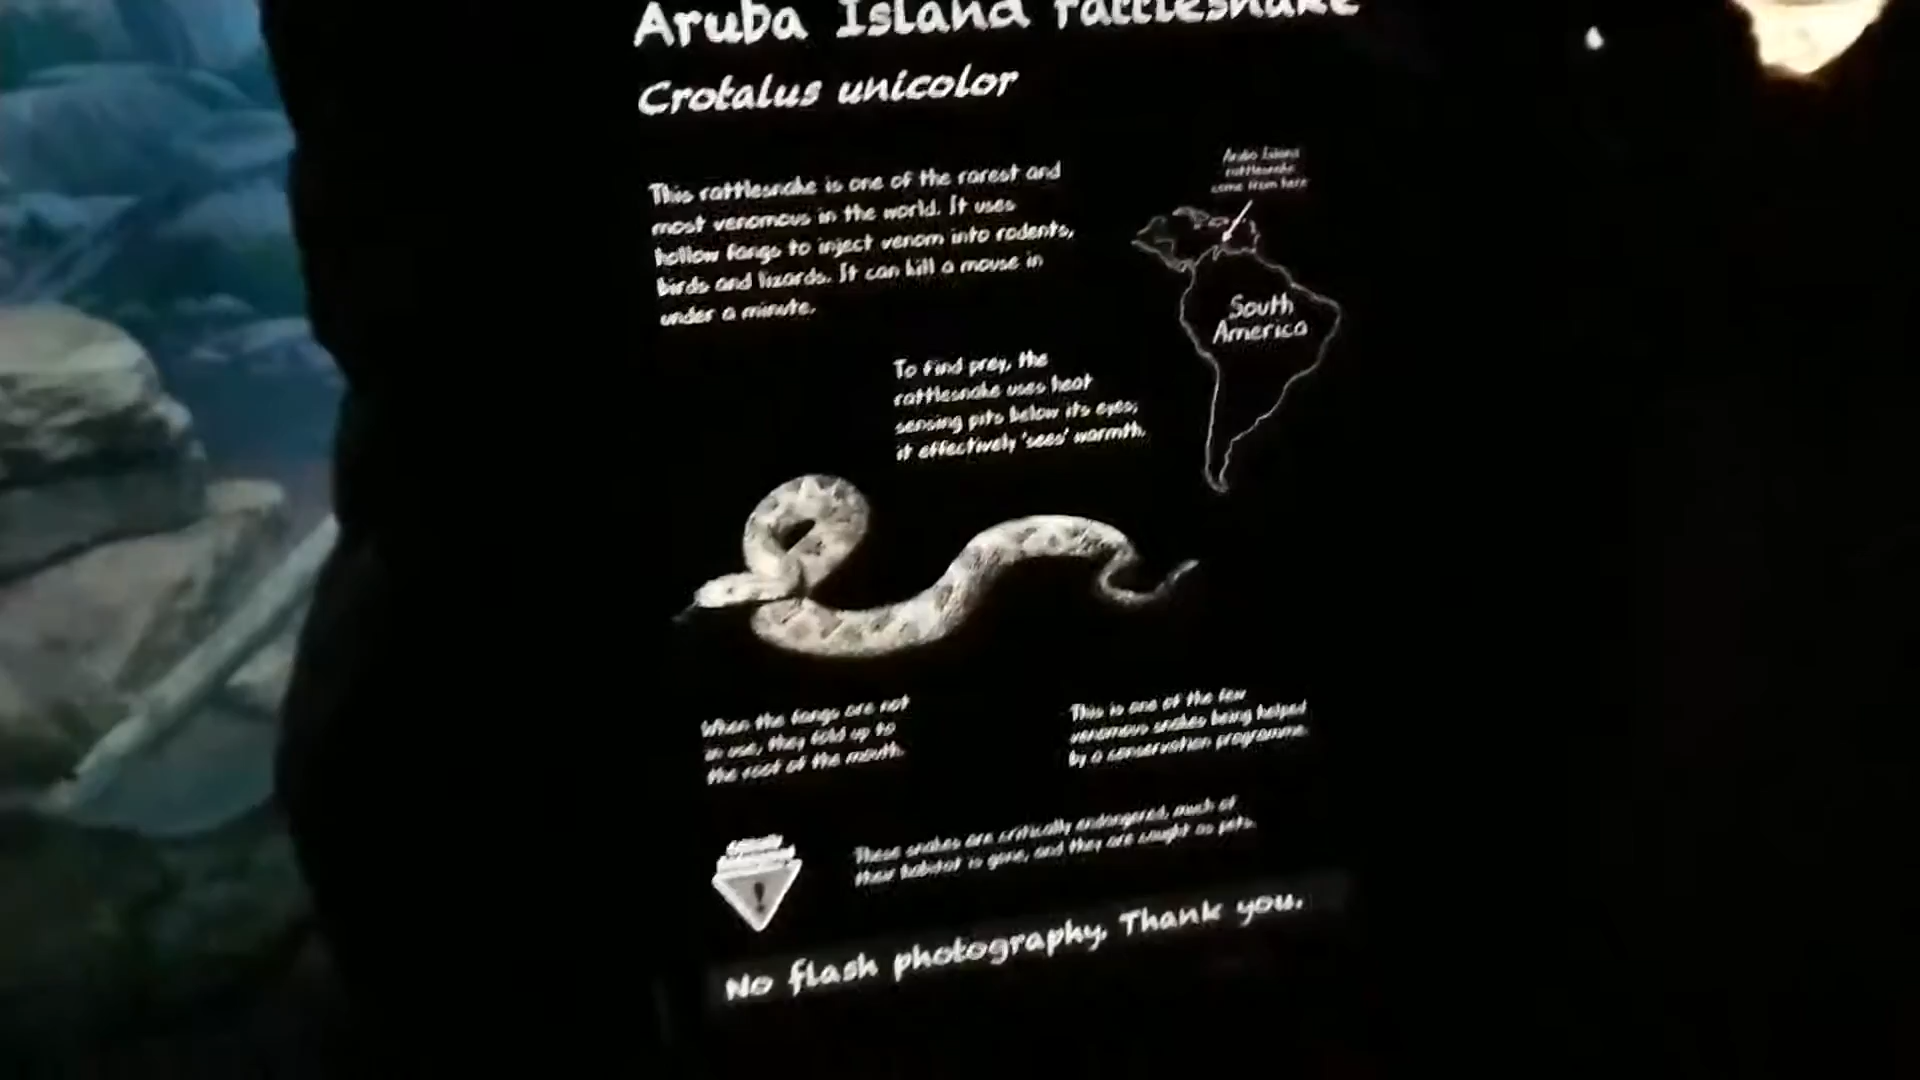 Aruba Island rattlesnake
Crotalus unicolor
This rattlesnake is one of the rarest and
most venomous in the world. It uses
hollow fangs to inject venom into rodents,
birds and lizards. It can kill a mouse in
under a minute.
Aruba Island
rattlesnake
come from here
South
America
To find prey, the
rattlesnake uses heat
sensing pits below its eyes;
it effectively 'sees' warmth.
When the fangs are not
in use, they fold up to
the roof of the mouth.
This is one of the few
venomous snakes being helped
by a conservation programme.
These snakes are critically endangered, much of
their habitat is gone, and they are caught as pets.
!
No flash photography. Thank you.